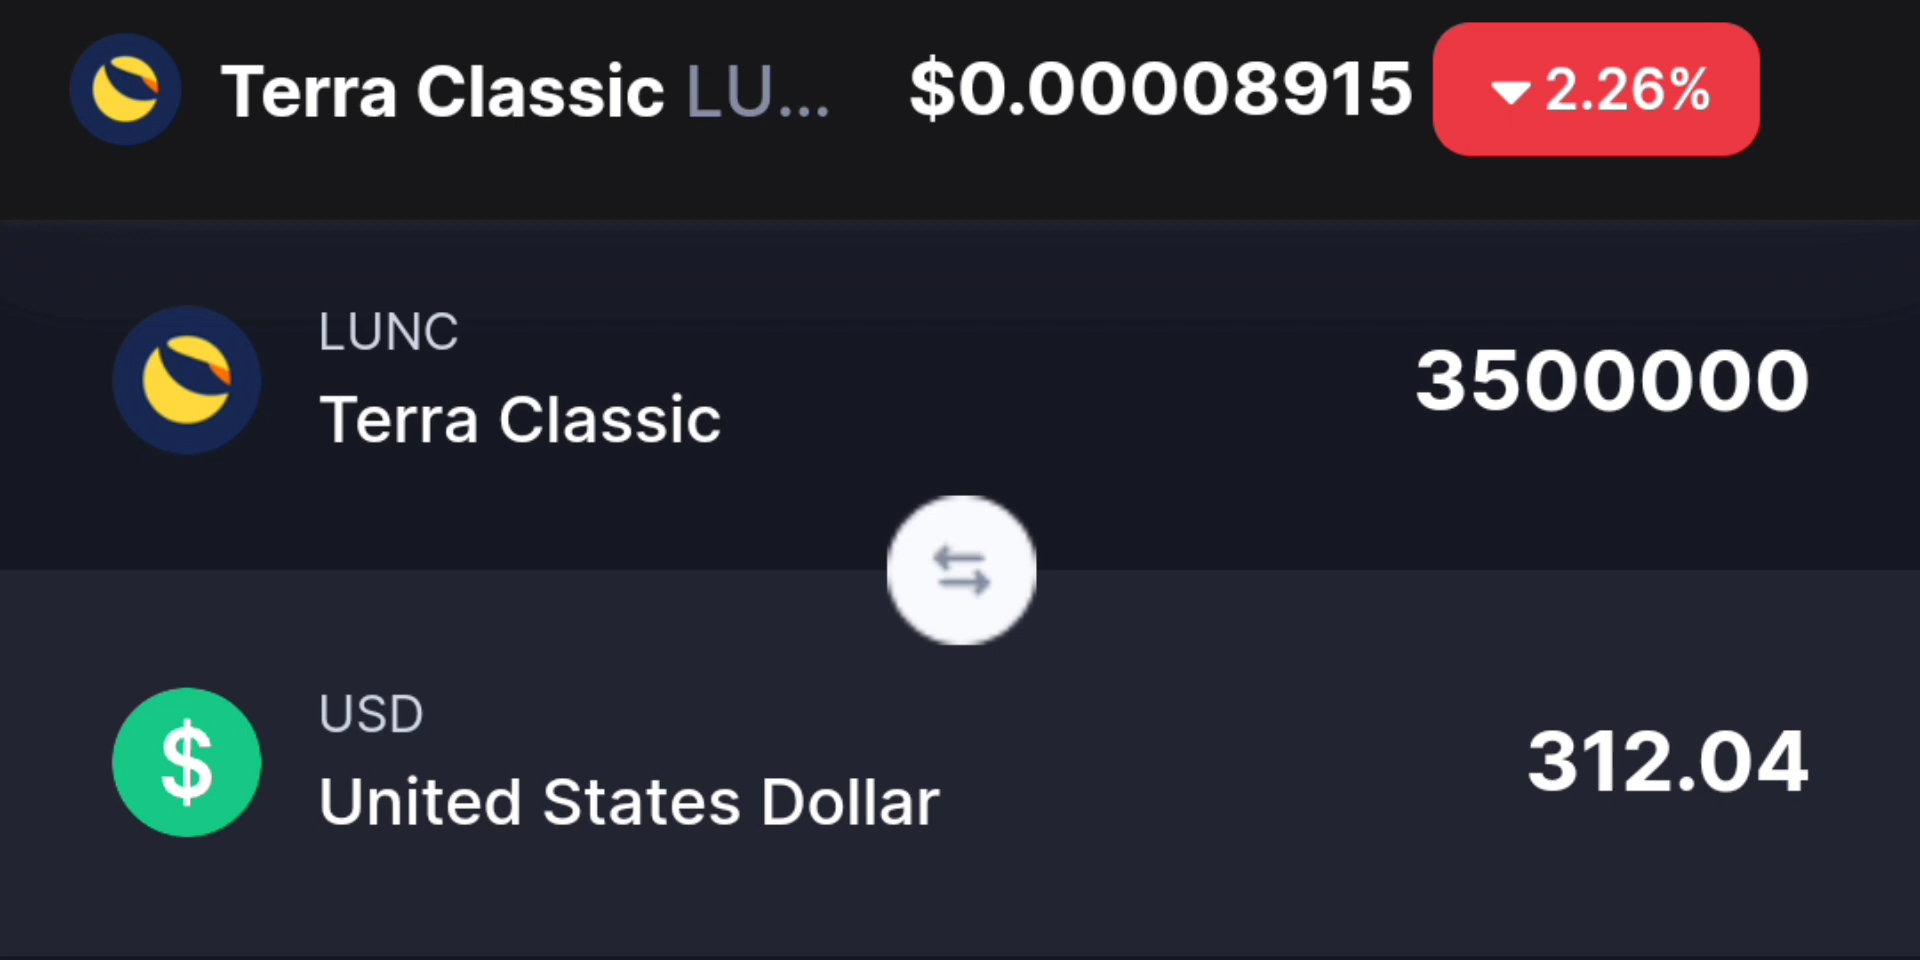 Terra Classic LU... $0.00008915 2.26%
LUNC
Terra Classic
3500000
USD
United States Dollar
312.04